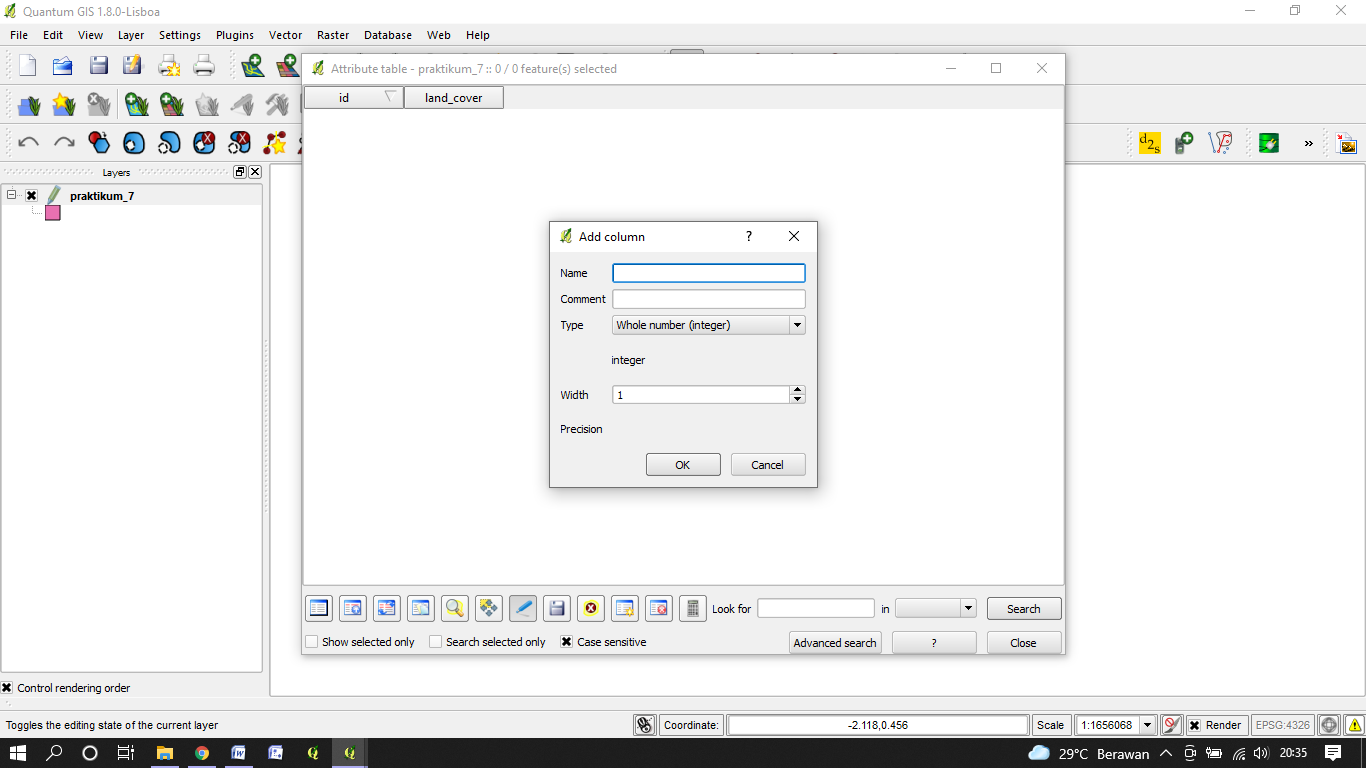 Quantum GIS 1.8.0-Lisboa
File Edit View Layer Settings Plugins Vector Raster Database Web Help
Attribute table - praktikum_7 :: 0 / 0 feature(s) selected
id land_cover
d2s
»
Layers
praktikum_7
Add column ?
Name
Comment
Type Whole number (integer)
integer
Width 1
Precision
OK Cancel
Look for in Search
Show selected only Search selected only Case sensitive Advanced search ? Close
Control rendering order
Toggles the editing state of the current layer Coordinate: -2.118,0.456 Scale 1:1656068 Render EPSG:4326
29°C Berawan 20:35